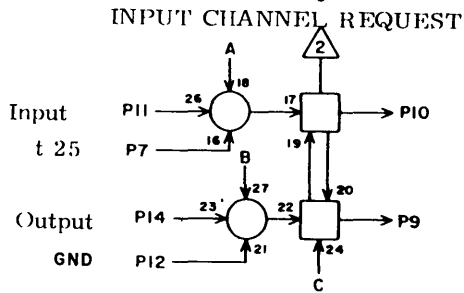 INPUT CHANNEL REQUEST
2
A
18
Input P11 26 17 P10
t 25 P7 16 19
B
27 20
Output P14 23 22 P9
GND P12 21 24
C